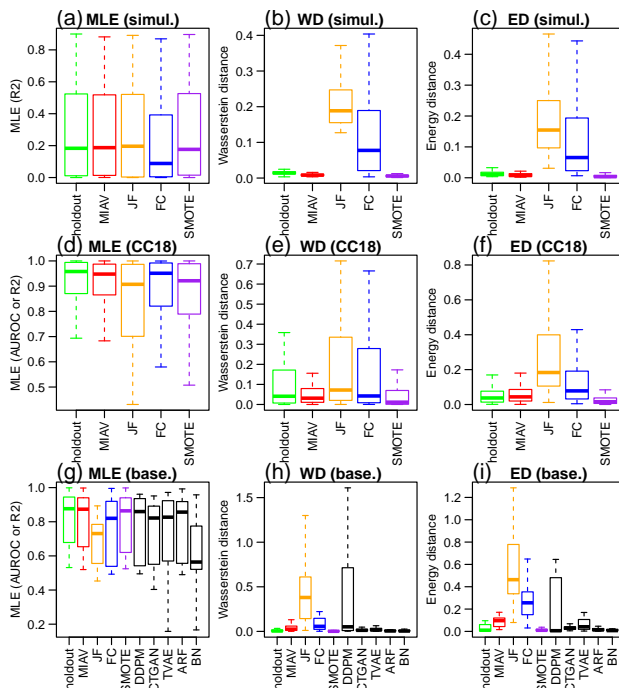 (a) MLE (simul.)
MLE (R2)
0.0 0.2 0.4 0.6 0.8
holdout MIAV JF FC SMOTE
(b) WD (simul.)
Wasserstein distance
0.0 0.1 0.2 0.3 0.4
holdout MIAV JF FC SMOTE
(c) ED (simul.)
Energy distance
0.0 0.1 0.2 0.3 0.4
holdout MIAV JF FC SMOTE
(d) MLE (CC18)
MLE (AUROC or R2)
0.5 0.6 0.7 0.8 0.9 1.0
holdout MIAV JF FC SMOTE
(e) WD (CC18)
Wasserstein distance
0.0 0.2 0.4 0.6
holdout MIAV JF FC SMOTE
(f) ED (CC18)
Energy distance
0.0 0.2 0.4 0.6 0.8
holdout MIAV JF FC SMOTE
(g) MLE (base.)
MLE (AUROC or R2)
0.2 0.4 0.6 0.8 1.0
holdout MIAV JF FC SMOTE DDPM CTGAN TVAE ARF BN
(h) WD (base.)
Wasserstein distance
0.0 0.5 1.0 1.5
holdout MIAV JF FC SMOTE DDPM CTGAN TVAE ARF BN
(i) ED (base.)
Energy distance
0.0 0.2 0.4 0.6 0.8 1.0 1.2
holdout MIAV JF FC SMOTE DDPM CTGAN TVAE ARF BN